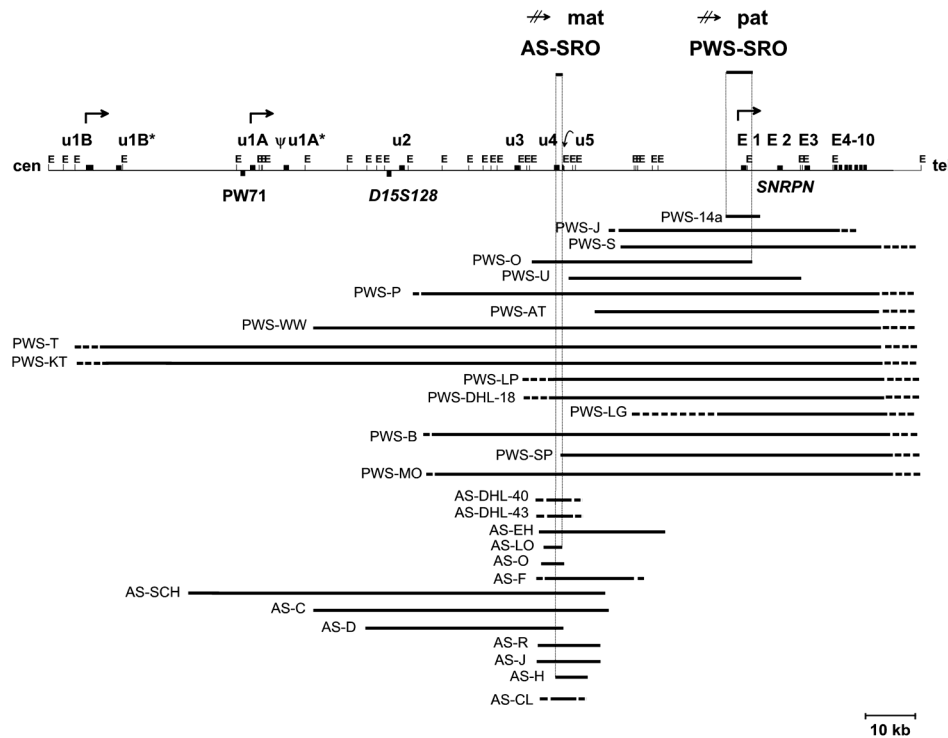 mat pat
AS-SRO PWS-SRO
u1B u1B* u1A ψu1A* u2 u3 u4 u5 E 1 E 2 E3 E4-10
E E E E E E E E E E E E E E E E E E E E E E E E E E E E E E E E E
cen te
PW71 D15S128 SNRPN
PWS-14a
PWS-J
PWS-S
PWS-O
PWS-U
PWS-P
PWS-AT
PWS-WW
PWS-T
PWS-KT
PWS-LP
PWS-DHL-18
PWS-LG
PWS-B
PWS-SP
PWS-MO
AS-DHL-40
AS-DHL-43
AS-EH
AS-LO
AS-O
AS-F
AS-SCH
AS-C
AS-D
AS-R
AS-J
AS-H
AS-CL
10 kb